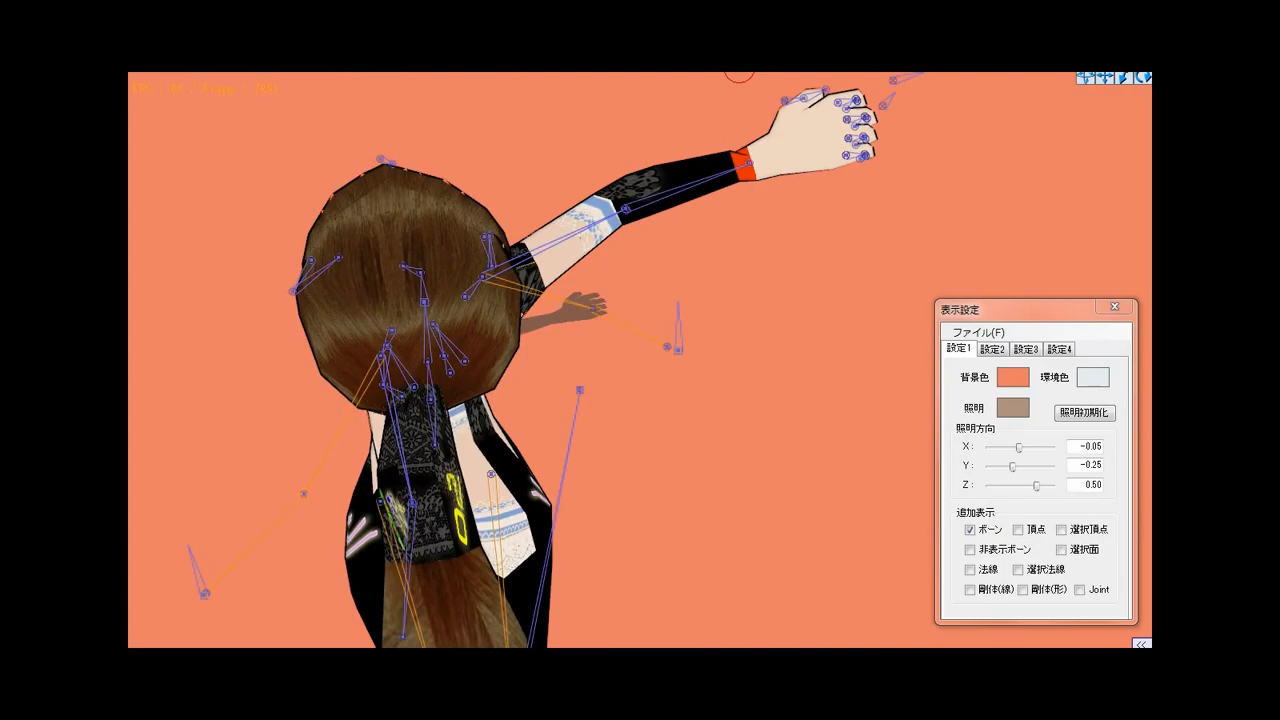 表示設定
ファイル(F)
設定1 設定2 設定3 設定4
背景色 環境色
照明 照明初期化
照明方向
X: -0.05
Y: -0.25
Z: 0.50
追加表示
ボーン 頂点 選択頂点
非表示ボーン 選択面
法線 選択法線
剛体(線) 剛体(形) Joint